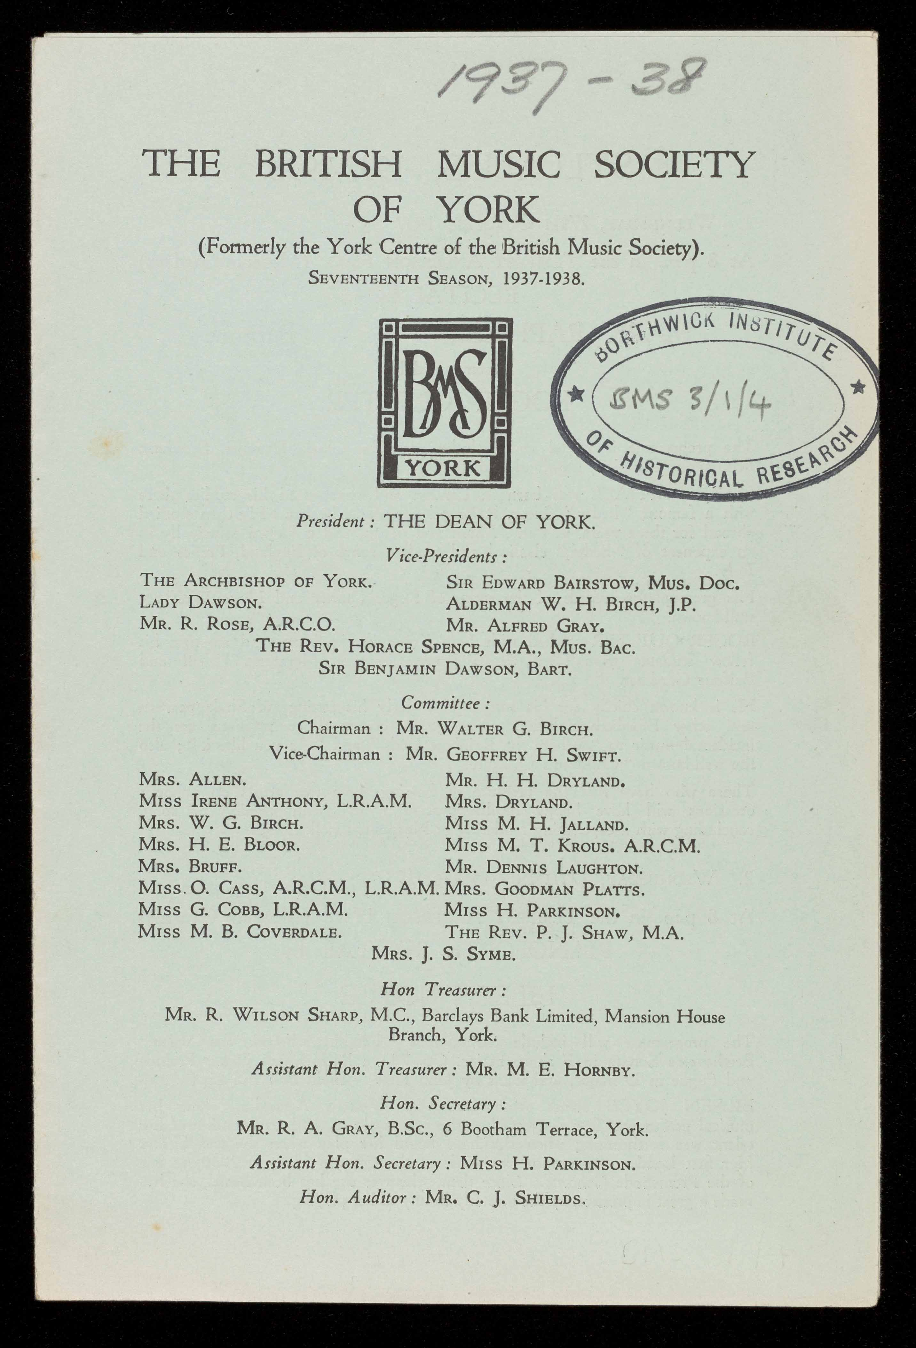 1937 - 38
THE BRITISH MUSIC SOCIETY
OF YORK
(Formerly the York Centre of the British Music Society).
SEVENTEENTH SEASON, 1937-1938.
BMS
YORK
BORTHWICK INSTITUTE
BMS 3/1/4
OF HISTORICAL RESEARCH
President : THE DEAN OF YORK.
Vice-Presidents :
THE ARCHBISHOP OF YORK. SIR EDWARD BAIRSTOW, MUS. DOC.
LADY DAWSON. ALDERMAN W. H. BIRCH, J.P.
MR. R. ROSE, A.R.C.O. MR. ALFRED GRAY.
THE REV. HORACE SPENCE, M.A., MUS. BAC.
SIR BENJAMIN DAWSON, BART.
Committee :
Chairman : MR. WALTER G. BIRCH.
Vice-Chairman : MR. GEOFFREY H. SWIFT.
MRS. ALLEN. MR. H. H. DRYLAND.
MISS IRENE ANTHONY, L.R.A.M. MRS. DRYLAND.
MRS. W. G. BIRCH. MISS M. H. JALLAND.
MRS. H. E. BLOOR. MISS M. T. KROUS. A.R.C.M.
MRS. BRUFF. MR. DENNIS LAUGHTON.
MISS. O. CASS, A.R.C.M., L.R.A.M. MRS. GOODMAN PLATTS.
MISS G. COBB, L.R.A.M. MISS H. PARKINSON.
MISS M. B. COVERDALE. THE REV. P. J. SHAW, M.A.
MRS. J. S. SYME.
Hon Treasurer :
MR. R. WILSON SHARP, M.C., Barclays Bank Limited, Mansion House
Branch, York.
Assistant Hon. Treasurer : MR. M. E. HORNBY.
Hon. Secretary :
MR. R. A. GRAY, B.SC., 6 Bootham Terrace, York.
Assistant Hon. Secretary : MISS H. PARKINSON.
Hon. Auditor : MR. C. J. SHIELDS.